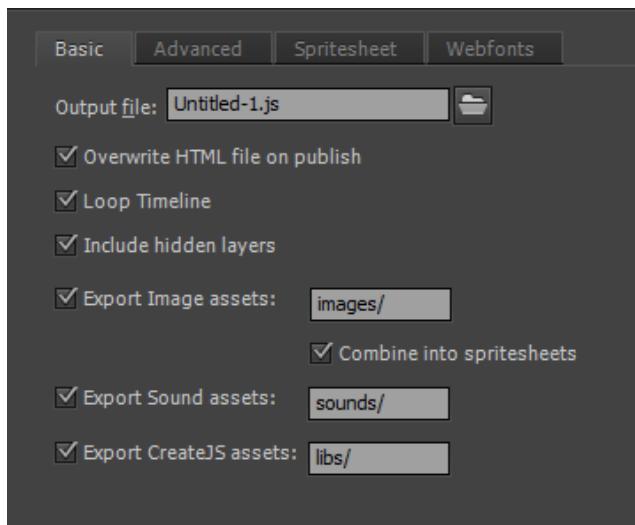 Basic Advanced Spritesheet Webfonts
Output file: Untitled-1.js
Overwrite HTML file on publish
Loop Timeline
Include hidden layers
Export Image assets: images/
Combine into spritesheets
Export Sound assets: sounds/
Export CreateJS assets: libs/